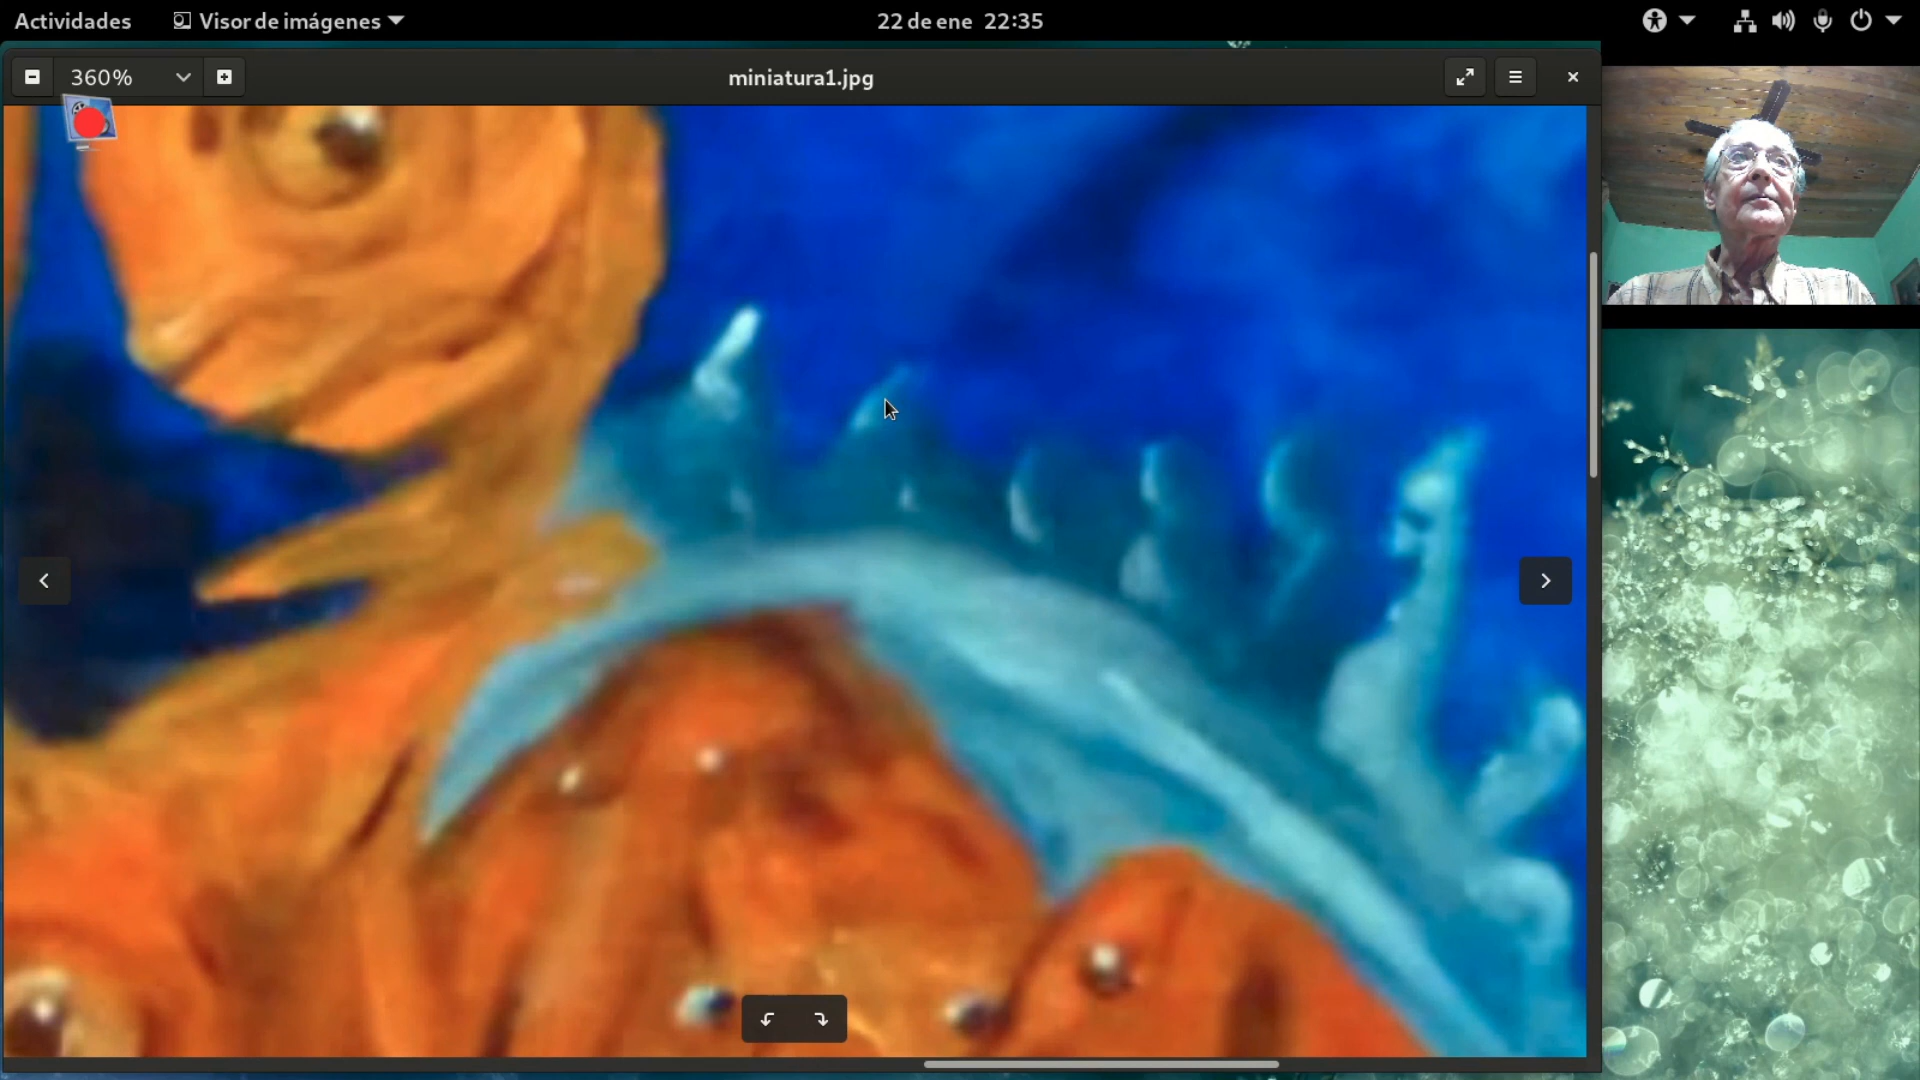 Actividades
Visor de imágenes
22 de ene 22:35
360%
miniatura1.jpg